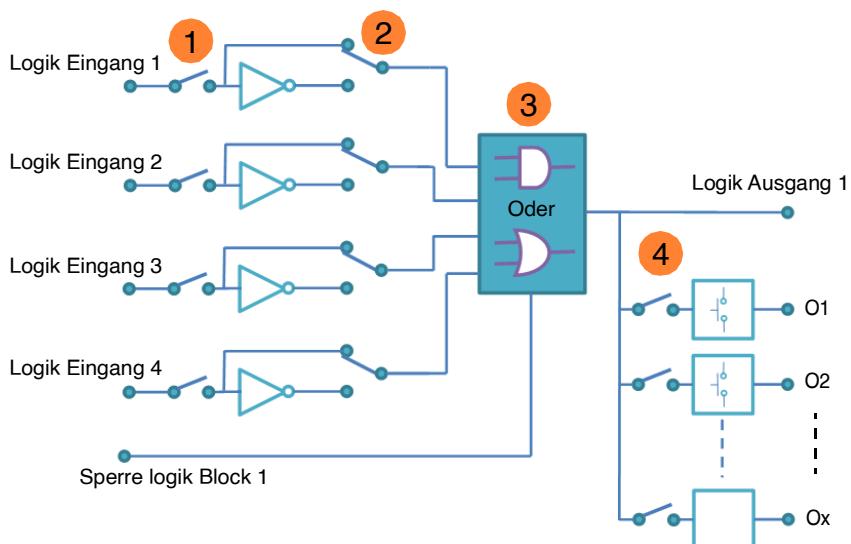 1
2
Logik Eingang 1
3
Logik Eingang 2
Logik Ausgang 1
Oder
4
Logik Eingang 3
O1
Logik Eingang 4
O2
Sperre logik Block 1
Ox